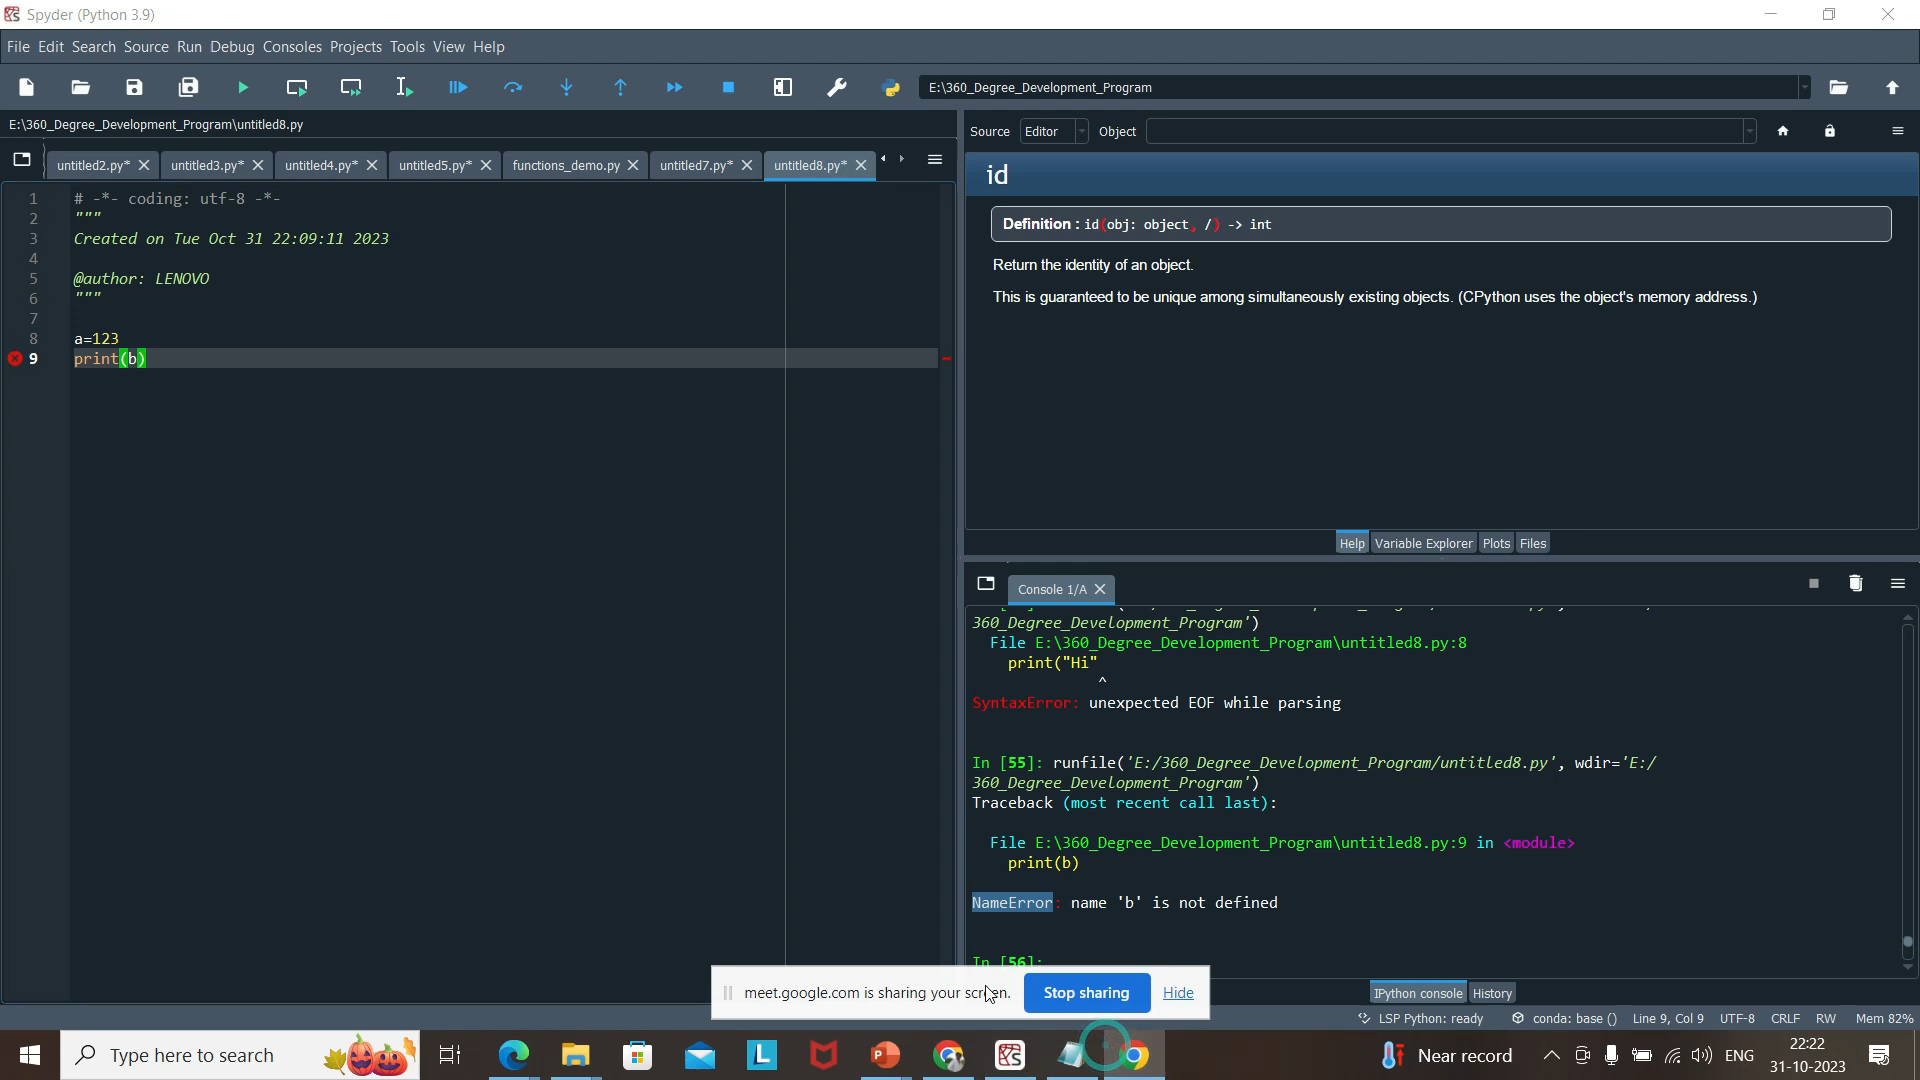 Spyder (Python 3.9)
File Edit Search Source Run Debug Consoles Projects Tools View Help
E:\360_Degree_Development_Program
E:\360_Degree_Development_Program\untitled8.py
Source Editor Object
untitled2.py* untitled3.py* untitled4.py* untitled5.py* functions_demo.py untitled7.py* untitled8.py*
id
1 # -*- coding: utf-8 -*-
2 """
3 Created on Tue Oct 31 22:09:11 2023
4
5 @author: LENOVO
6 """
7
8 a=123
9 print(b)
Definition : id(obj: object, /) -> int
Return the identity of an object.
This is guaranteed to be unique among simultaneously existing objects. (CPython uses the object's memory address.)
Help Variable Explorer Plots Files
Console 1/A
360_Degree_Development_Program')
File E:\360_Degree_Development_Program\untitled8.py:8
print("Hi"
^
SyntaxError: unexpected EOF while parsing
In [55]: runfile('E:/360_Degree_Development_Program/untitled8.py', wdir='E:/
360_Degree_Development_Program')
Traceback (most recent call last):
File E:\360_Degree_Development_Program\untitled8.py:9 in <module>
print(b)
NameError: name 'b' is not defined
In [56]:
meet.google.com is sharing your screen. Stop sharing Hide
IPython console History
LSP Python: ready conda: base () Line 9, Col 9 UTF-8 CRLF RW Mem 82%
Type here to search
Near record
ENG
22:22
31-10-2023